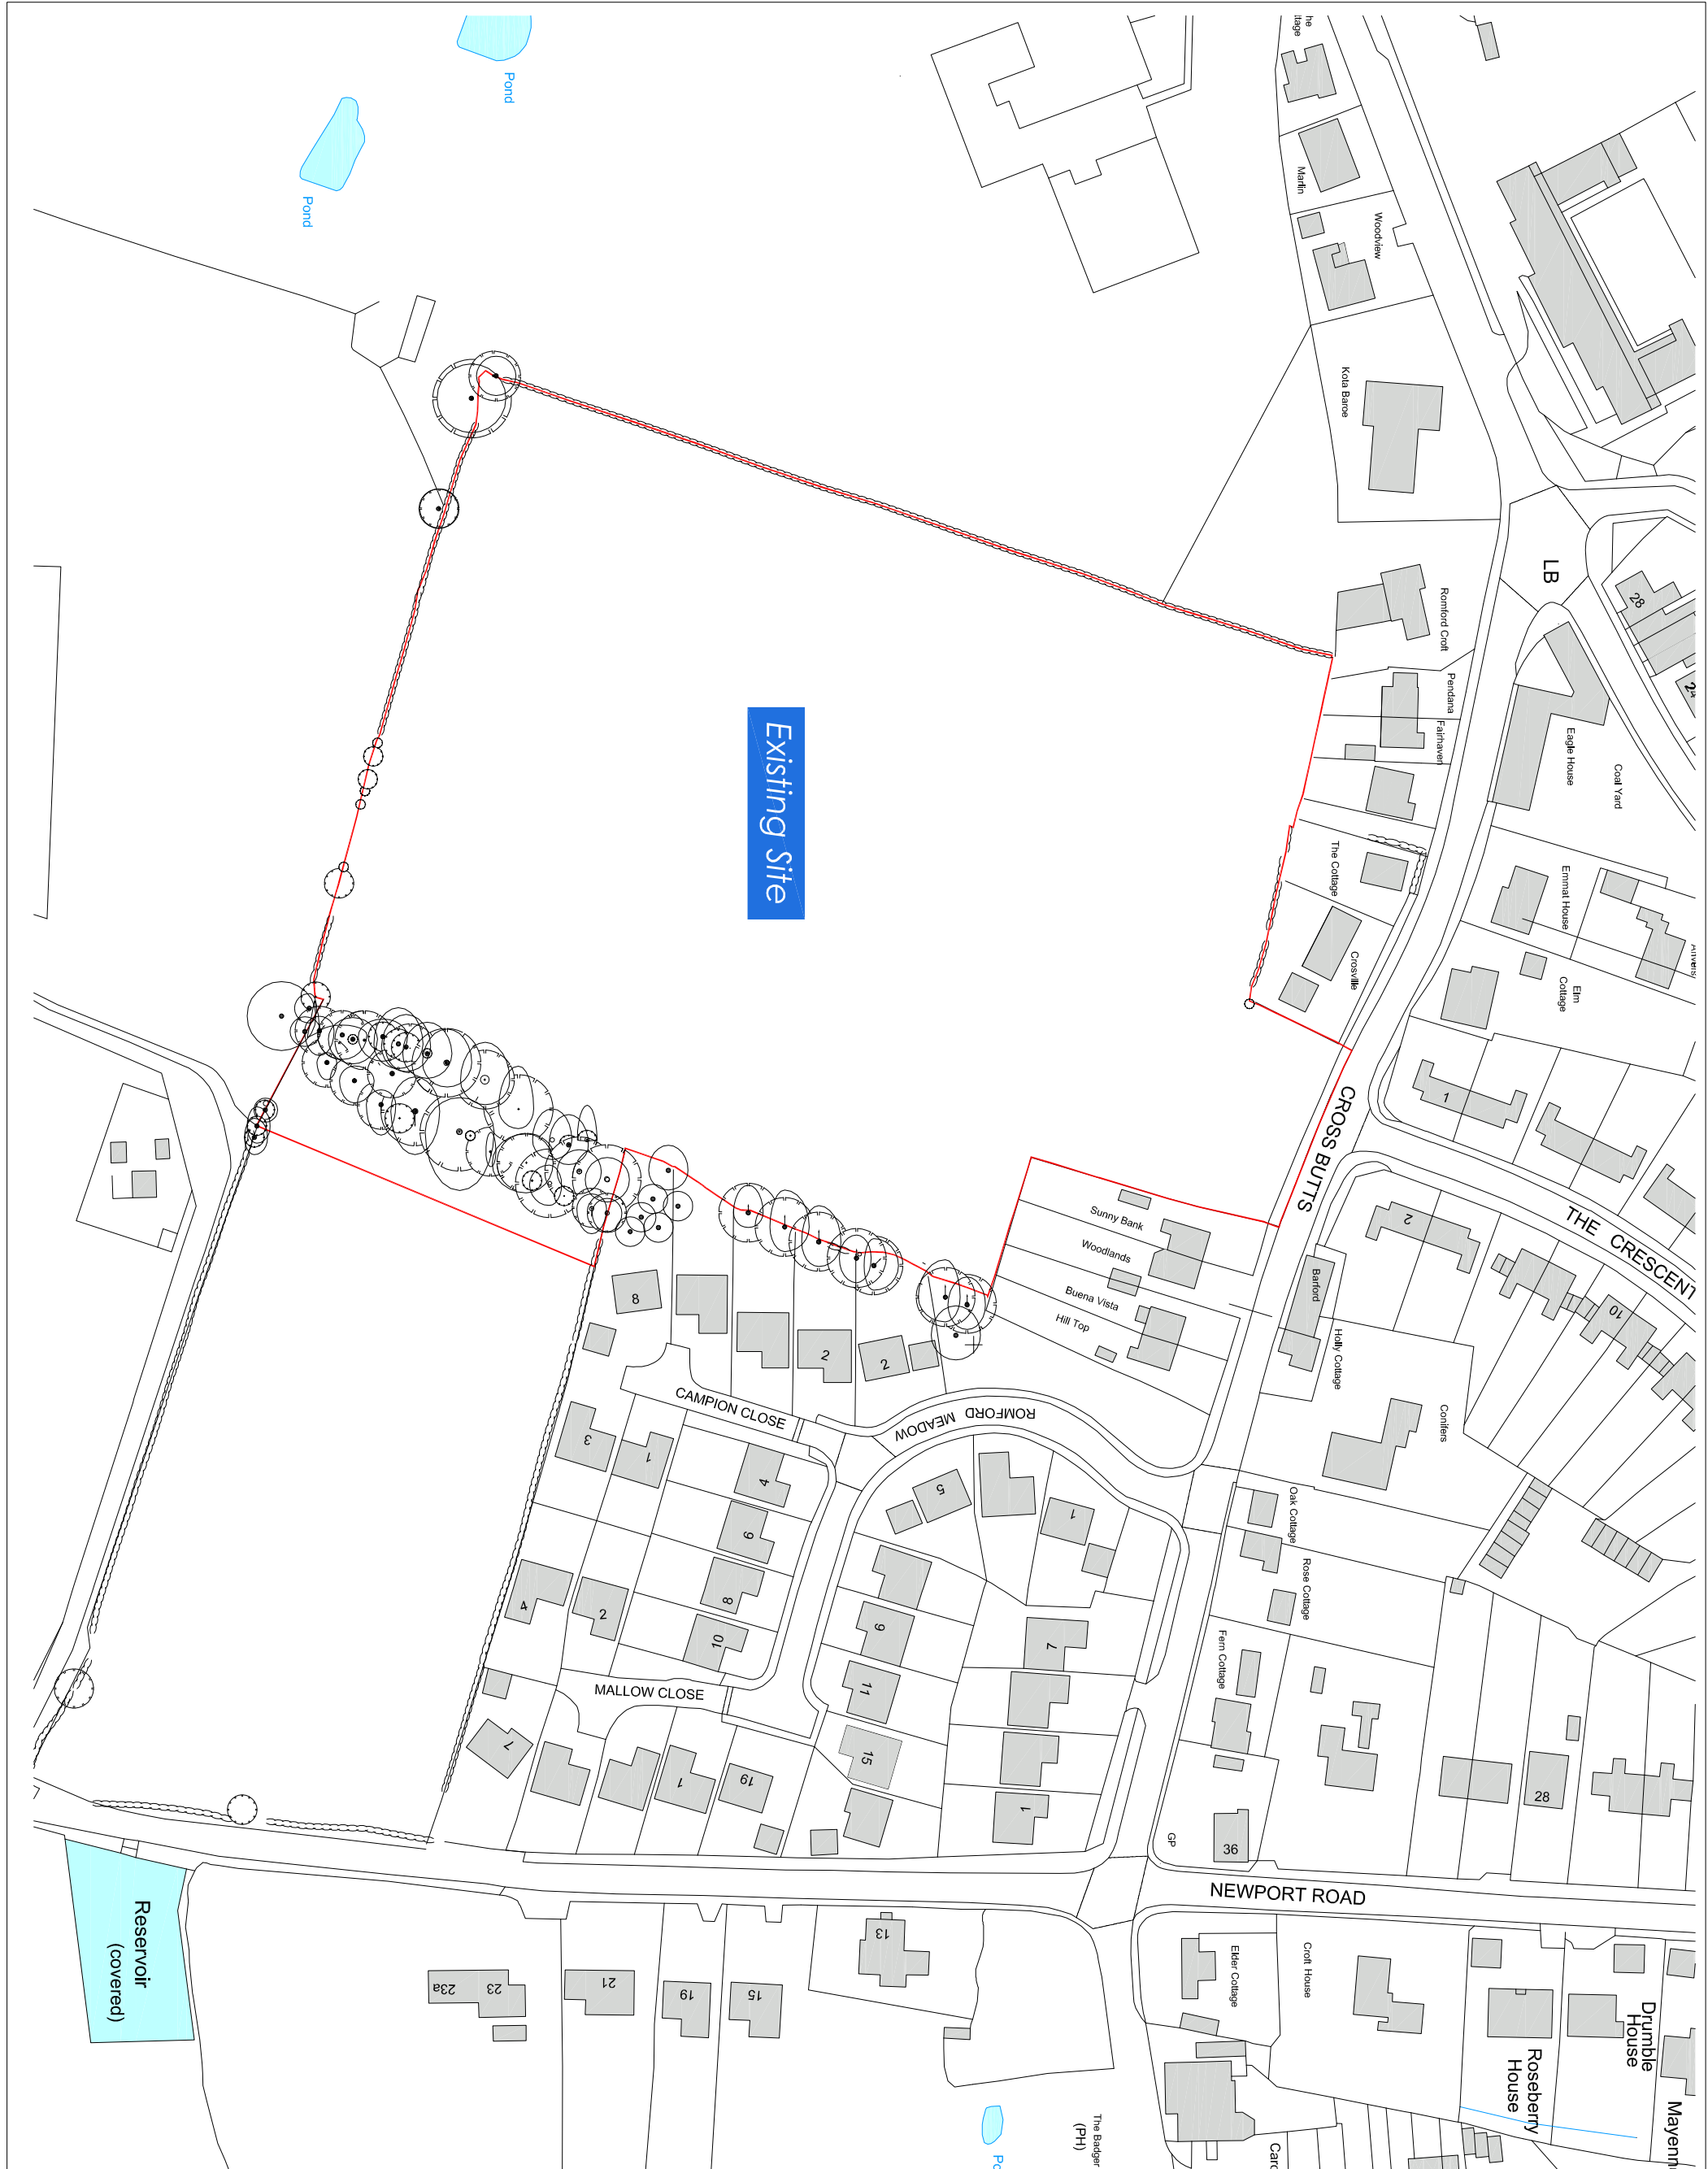 Pond
Pond
Martin
Woodview
Kota Baroe
LB
28
Romford Croft
Pendana
Fairhaven
Eagle House
Coal Yard
Existing Site
The Cottage
Crosville
Emmat House
Elm
Cottage
1
CROSS BUTTS
THE CRESCENT
2
10
Sunny Bank
Woodlands
Buena Vista
Hill Top
Barford
Holly Cottage
Conifers
8
2
2
CAMPION CLOSE
ROMFORD MEADOW
3
1
4
6
8
10
5
1
Oak Cottage
Rose Cottage
4
2
9
7
11
Fern Cottage
MALLOW CLOSE
7
1
19
15
1
28
GP
36
NEWPORT ROAD
Reservoir
(covered)
23a
23
21
19
15
13
Elder Cottage
Croft House
Drumble
House
Roseberry
House
The Badger
(PH)